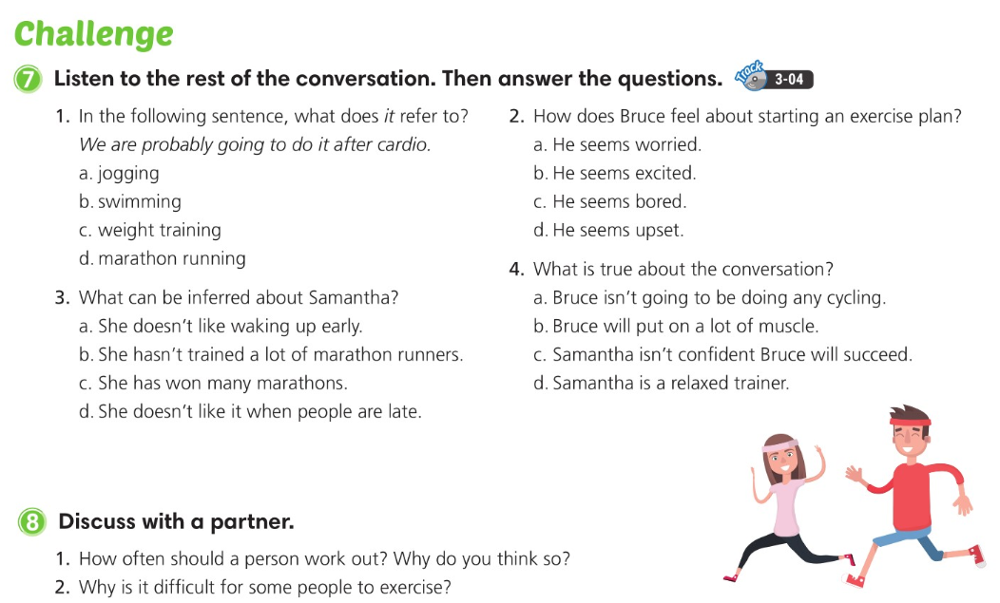 Challenge
7 Listen to the rest of the conversation. Then answer the questions. Track 3-04
1. In the following sentence, what does it refer to?
We are probably going to do it after cardio.
a. jogging
b. swimming
c. weight training
d. marathon running
2. How does Bruce feel about starting an exercise plan?
a. He seems worried.
b. He seems excited.
c. He seems bored.
d. He seems upset.
3. What can be inferred about Samantha?
a. She doesn't like waking up early.
b. She hasn't trained a lot of marathon runners.
c. She has won many marathons.
d. She doesn't like it when people are late.
4. What is true about the conversation?
a. Bruce isn't going to be doing any cycling.
b. Bruce will put on a lot of muscle.
c. Samantha isn't confident Bruce will succeed.
d. Samantha is a relaxed trainer.
8 Discuss with a partner.
1. How often should a person work out? Why do you think so?
2. Why is it difficult for some people to exercise?